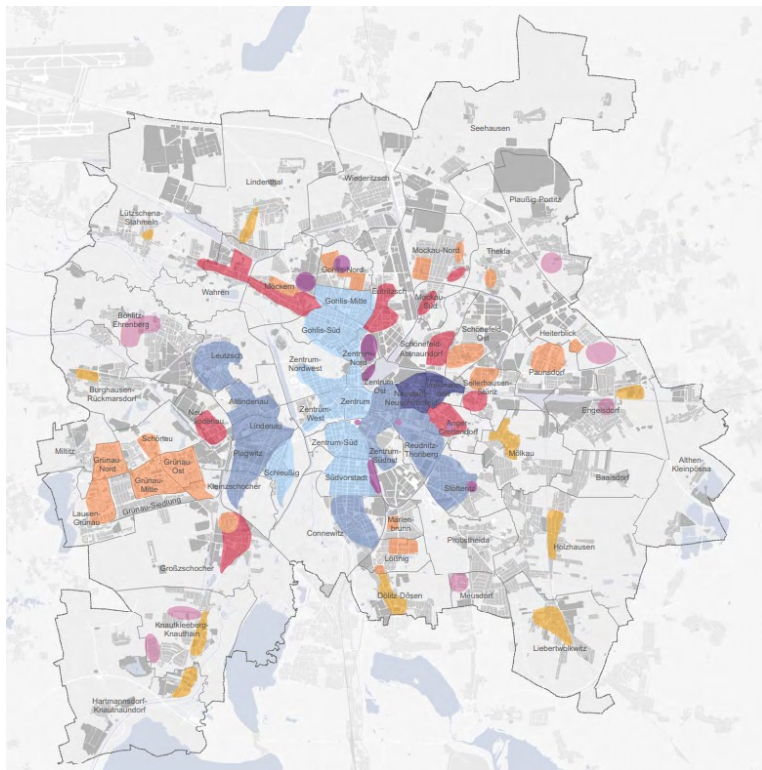 Seehausen
Wiederitzsch
Lindenthal
Plaußig-Portitz
Lützschena-
Stahmeln
Mockau-Nord
Thekla
Gohlis-Nord
Wahren
Möckern
Eutritzsch
Gohlis-Mitte
Mockau-
Süd
Böhlitz-
Ehrenberg
Gohlis-Süd
Schönefeld-
Ost
Heiterblick
Schönefeld-
Abtnaundorf
Leutzsch
Zentrum-
Nord
Zentrum-
Nordwest
Paunsdorf
Burghausen-
Rückmarsdorf
Zentrum-
Ost
Sellerhausen-
Stünz
Altlindenau
Neustadt-
Neuschönefeld
Zentrum-
West
Zentrum
Engelsdorf
Neu-
lindenau
Lindenau
Anger-
Crottendorf
Schönau
Zentrum-Süd
Reudnitz-
Thonberg
Miltitz
Grünau-
Nord
Grünau-
Ost
Plagwitz
Zentrum-
Südost
Mölkau
Althen-
Kleinpösna
Grünau-
Mitte
Schleußig
Südvorstadt
Baalsdorf
Kleinzschocher
Stötteritz
Grünau-Siedlung
Lausen-
Grünau
Marien-
brunn
Connewitz
Probstheida
Holzhausen
Lößnig
Großzschocher
Dölitz-Dösen
Meusdorf
Knautkleeberg-
Knauthain
Liebertwolkwitz
Hartmannsdorf-
Knautnaundorf